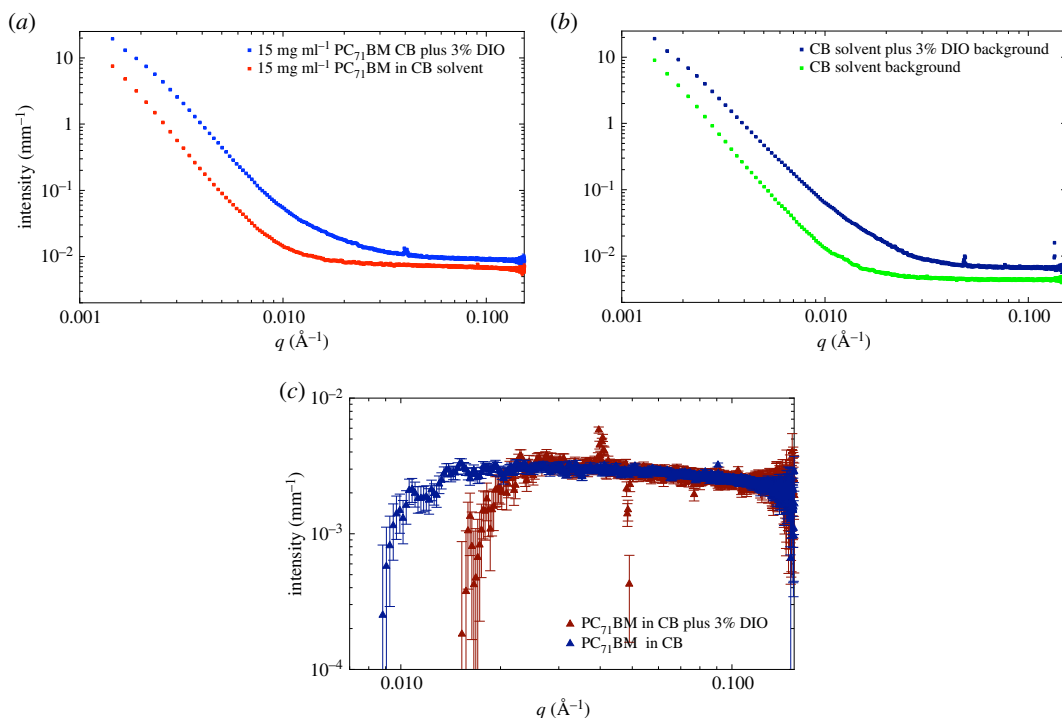 (a)
(b)
10
1
10⁻¹
10⁻²
intensity (mm⁻¹)
15 mg ml⁻¹ PC₇₁BM CB plus 3% DIO
15 mg ml⁻¹ PC₇₁BM in CB solvent
0.001
0.010
0.100
q (Å⁻¹)
10
1
10⁻¹
10⁻²
CB solvent plus 3% DIO background
CB solvent background
0.001
0.010
0.100
q (Å⁻¹)
(c)
10⁻²
10⁻³
10⁻⁴
intensity (mm⁻¹)
PC₇₁BM in CB plus 3% DIO
PC₇₁BM in CB
0.010
0.100
q (Å⁻¹)